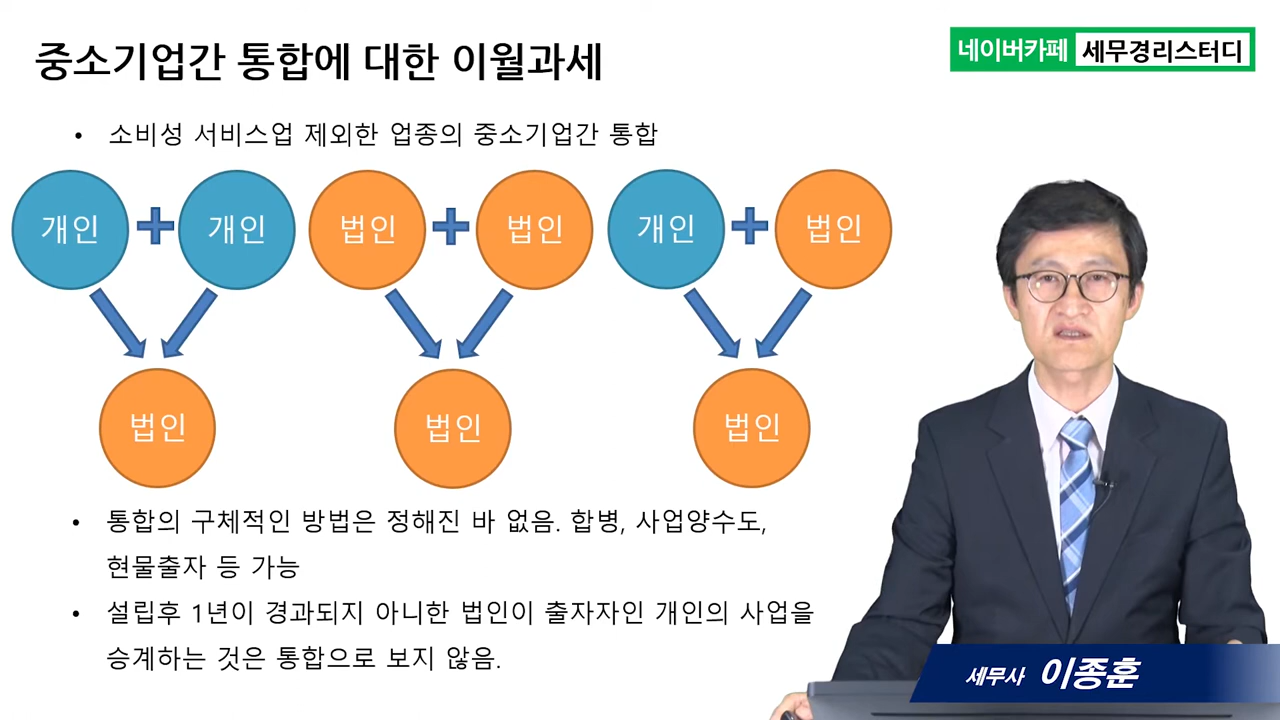 중소기업간 통합에 대한 이월과세
네이버카페 세무경리스터디
• 소비성 서비스업 제외한 업종의 중소기업간 통합
개인 + 개인 법인 + 법인 개인 + 법인
법인 법인 법인
• 통합의 구체적인 방법은 정해진 바 없음. 합병, 사업양수도,
현물출자 등 가능
• 설립후 1년이 경과되지 아니한 법인이 출자자인 개인의 사업을
승계하는 것은 통합으로 보지 않음.
세무사 이종훈